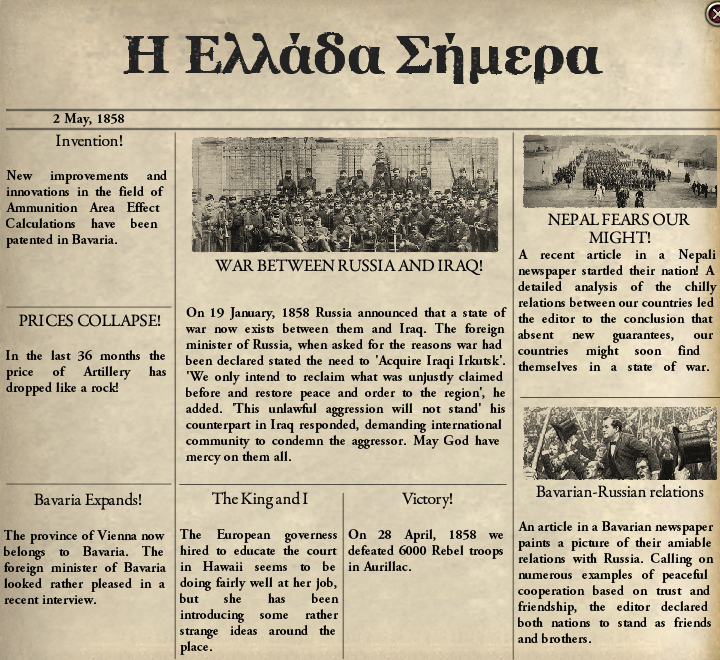 Η Ελλάδα Σήμερα
2 May, 1858
Invention!
New improvements and
innovations in the field of
Ammunition Area Effect
Calculations have been
patented in Bavaria.
PRICES COLLAPSE!
In the last 36 months the
price of Artillery has
dropped like a rock!
Bavaria Expands!
The province of Vienna now
belongs to Bavaria. The
foreign minister of Bavaria
looked rather pleased in a
recent interview.
WAR BETWEEN RUSSIA AND IRAQ!
On 19 January, 1858 Russia announced that a state of
war now exists between them and Iraq. The foreign
minister of Russia, when asked for the reasons war had
been declared stated the need to 'Acquire Iraqi Irkutsk'.
'We only intend to reclaim what was unjustly claimed
before and restore peace and order to the region', he
added. 'This unlawful aggression will not stand' his
counterpart in Iraq responded, demanding international
community to condemn the aggressor. May God have
mercy on them all.
The King and I
The European governess
hired to educate the court
in Hawaii seems to be
doing fairly well at her job,
but she has been
introducing some rather
strange ideas around the
place.
Victory!
On 28 April, 1858 we
defeated 6000 Rebel troops
in Aurillac.
NEPAL FEARS OUR
MIGHT!
A recent article in a Nepali
newspaper startled their nation! A
detailed analysis of the chilly
relations between our countries led
the editor to the conclusion that
absent new guarantees, our
countries might soon find
themselves in a state of war.
Bavarian-Russian relations
An article in a Bavarian newspaper
paints a picture of their amiable
relations with Russia. Calling on
numerous examples of peaceful
cooperation based on trust and
friendship, the editor declared
both nations to stand as friends
and brothers.